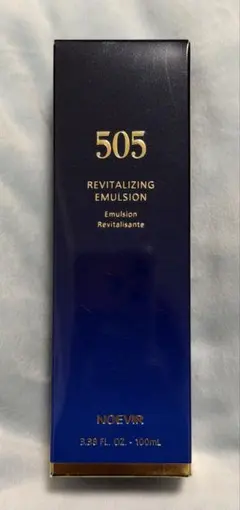 505
REVITALIZING
EMULSION
Emulsion
Revitalisante
NOEVIR
3.38 FL. OZ. - 100mL